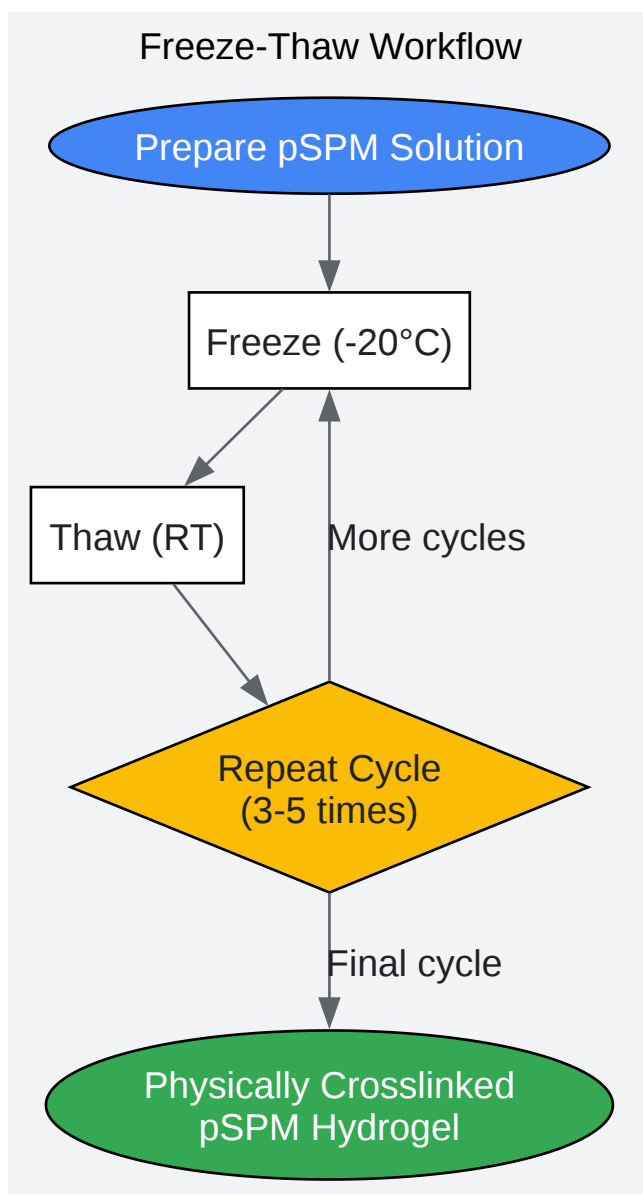 Freeze-Thaw Workflow
Prepare pSPM Solution
Freeze (-20°C)
Thaw (RT)
More cycles
Repeat Cycle
(3-5 times)
Final cycle
Physically Crosslinked
pSPM Hydrogel